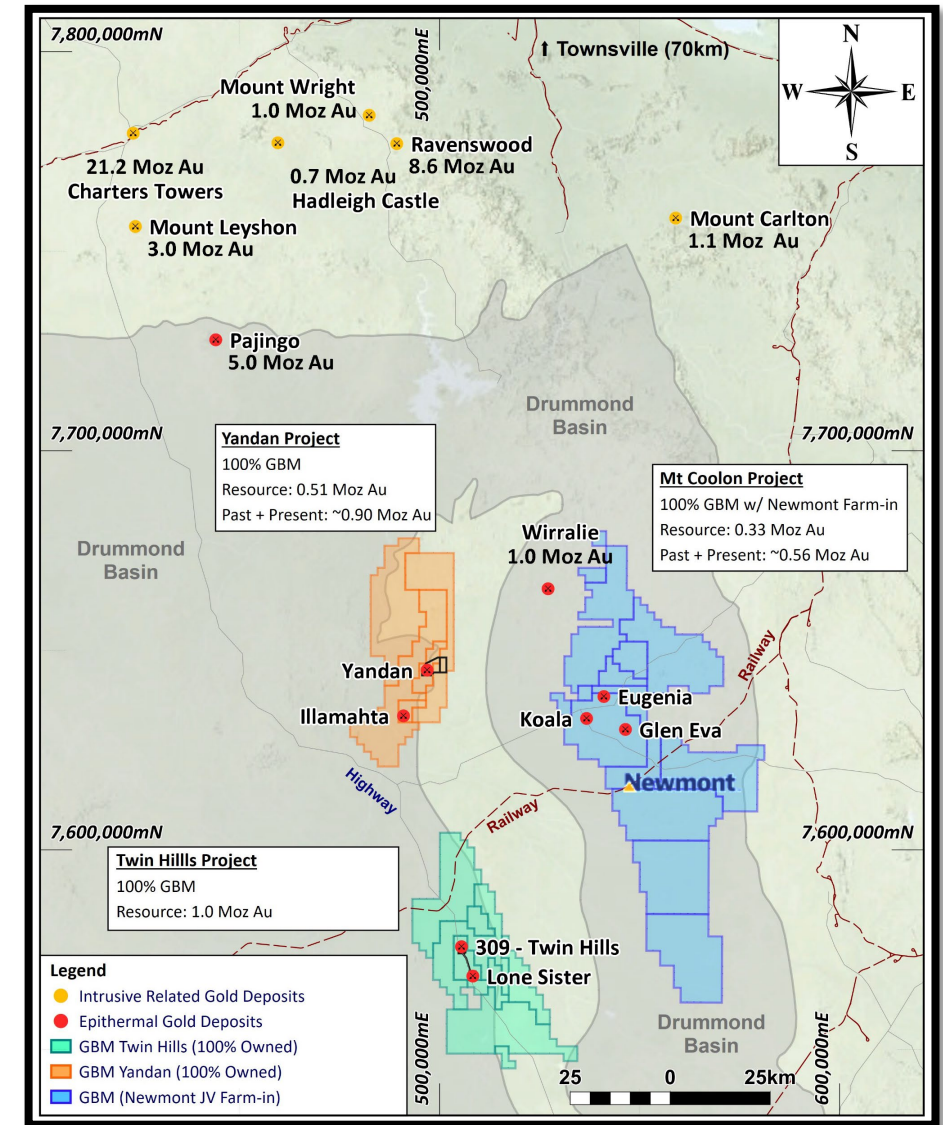 7,800,000mN
500,000mE
↑ Townsville (70km)
N
W
E
S
Mount Wright
1.0 Moz Au
Ravenswood
8.6 Moz Au
21.2 Moz Au
Charters Towers
0.7 Moz Au
Hadleigh Castle
Mount Leyshon
3.0 Moz Au
Mount Carlton
1.1 Moz Au
Pajingo
5.0 Moz Au
Drummond
Basin
7,700,000mN
7,700,000mN
Yandan Project
100% GBM
Resource: 0.51 Moz Au
Past + Present: ~0.90 Moz Au
Mt Coolon Project
100% GBM w/ Newmont Farm-in
Resource: 0.33 Moz Au
Past + Present: ~0.56 Moz Au
Drummond
Basin
Wirralie
1.0 Moz Au
Yandan
Illamahta
Railway
Eugenia
Koala
Glen Eva
Newmont
Highway
Railway
7,600,000mN
7,600,000mN
Twin Hillls Project
100% GBM
Resource: 1.0 Moz Au
309 - Twin Hills
Lone Sister
Legend
Intrusive Related Gold Deposits
Epithermal Gold Deposits
GBM Twin Hills (100% Owned)
GBM Yandan (100% Owned)
GBM (Newmont JV Farm-in)
500,000mE
Drummond
Basin
600,000mE
25 0 25km